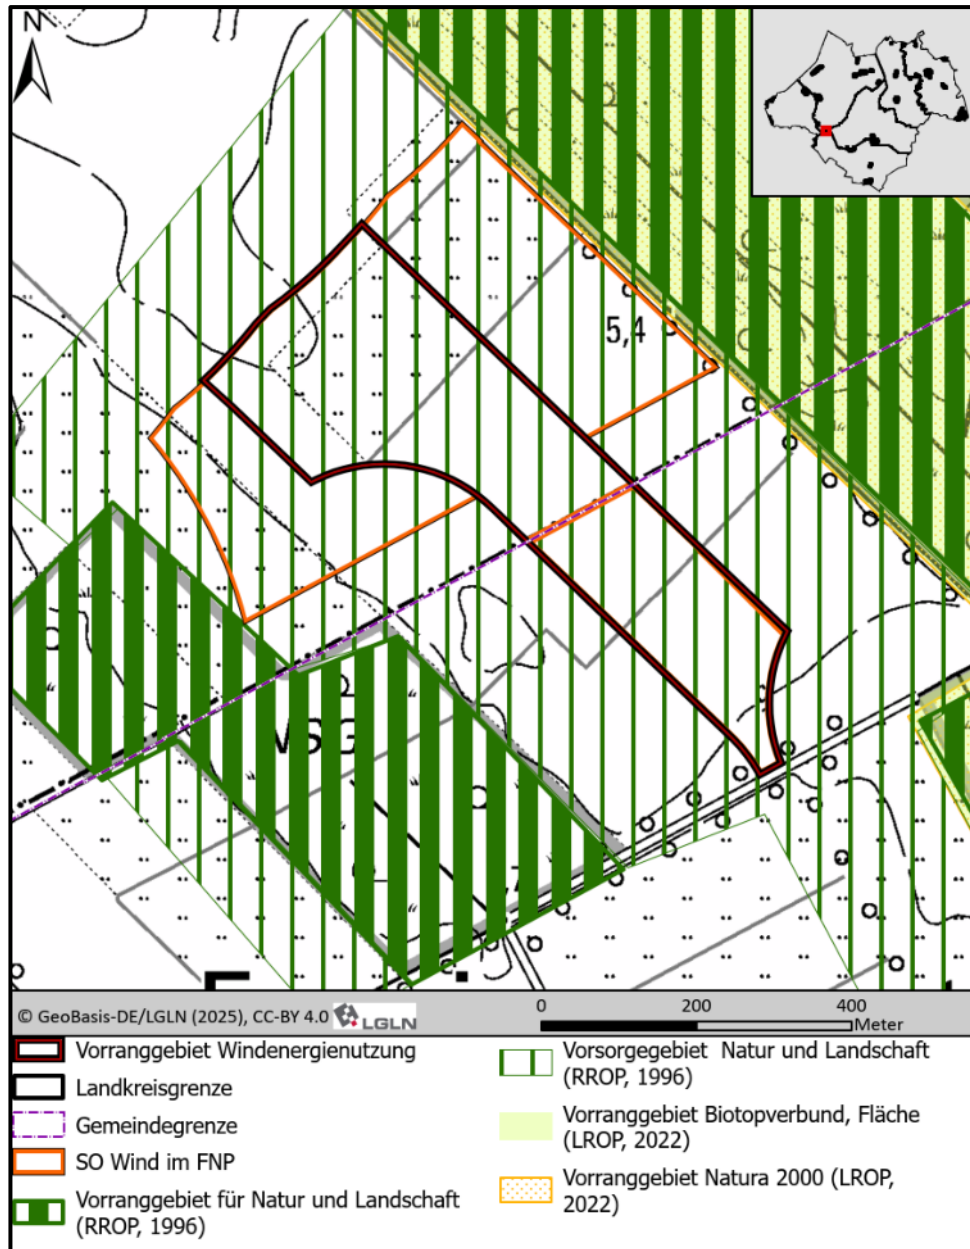 N
5,4
VSG
© GeoBasis-DE/LGLN (2025), CC-BY 4.0
LGLN
0 200 400
Meter
Vorranggebiet Windenergienutzung
Landkreisgrenze
Gemeindegrenze
SO Wind im FNP
Vorranggebiet für Natur und Landschaft
(RROP, 1996)
Vorsorgegebiet Natur und Landschaft
(RROP, 1996)
Vorranggebiet Biotopverbund, Fläche
(LROP, 2022)
Vorranggebiet Natura 2000 (LROP,
2022)